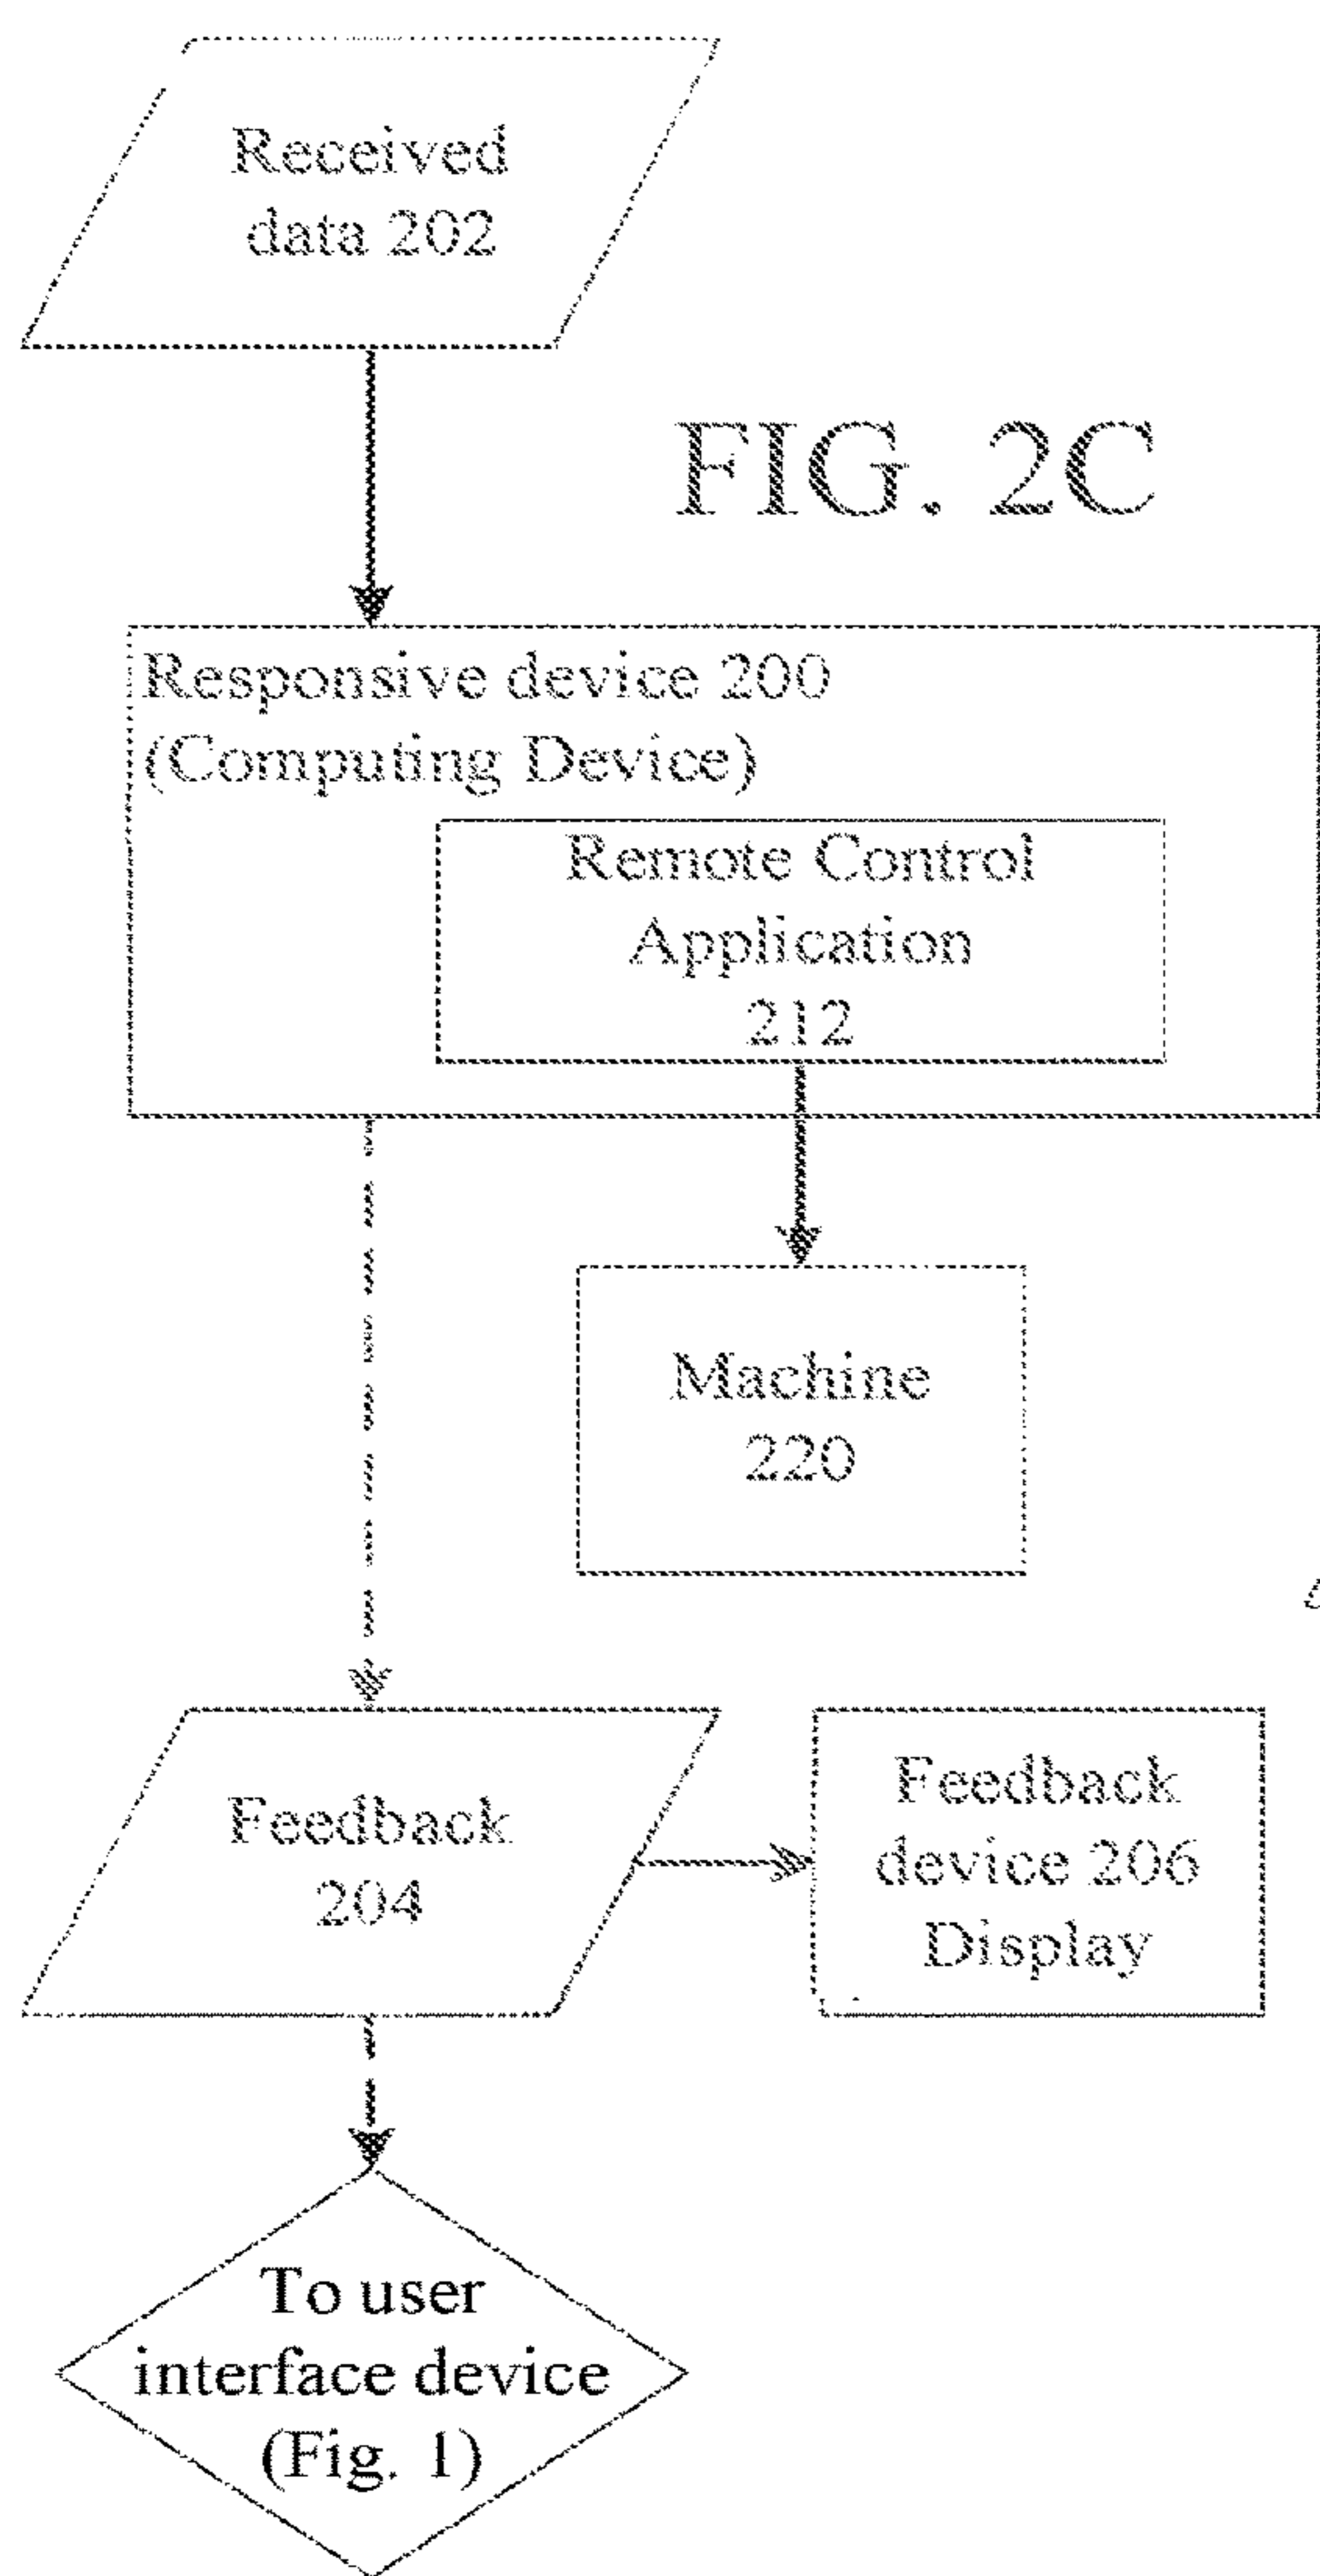 Received
data 202
FIG. 2C
Responsive device 200
(Computing Device)
Remote Control
Application
212
Machine
220
Feedback
204
Feedback
device 206
Display
To user
interface device
(Fig. 1)